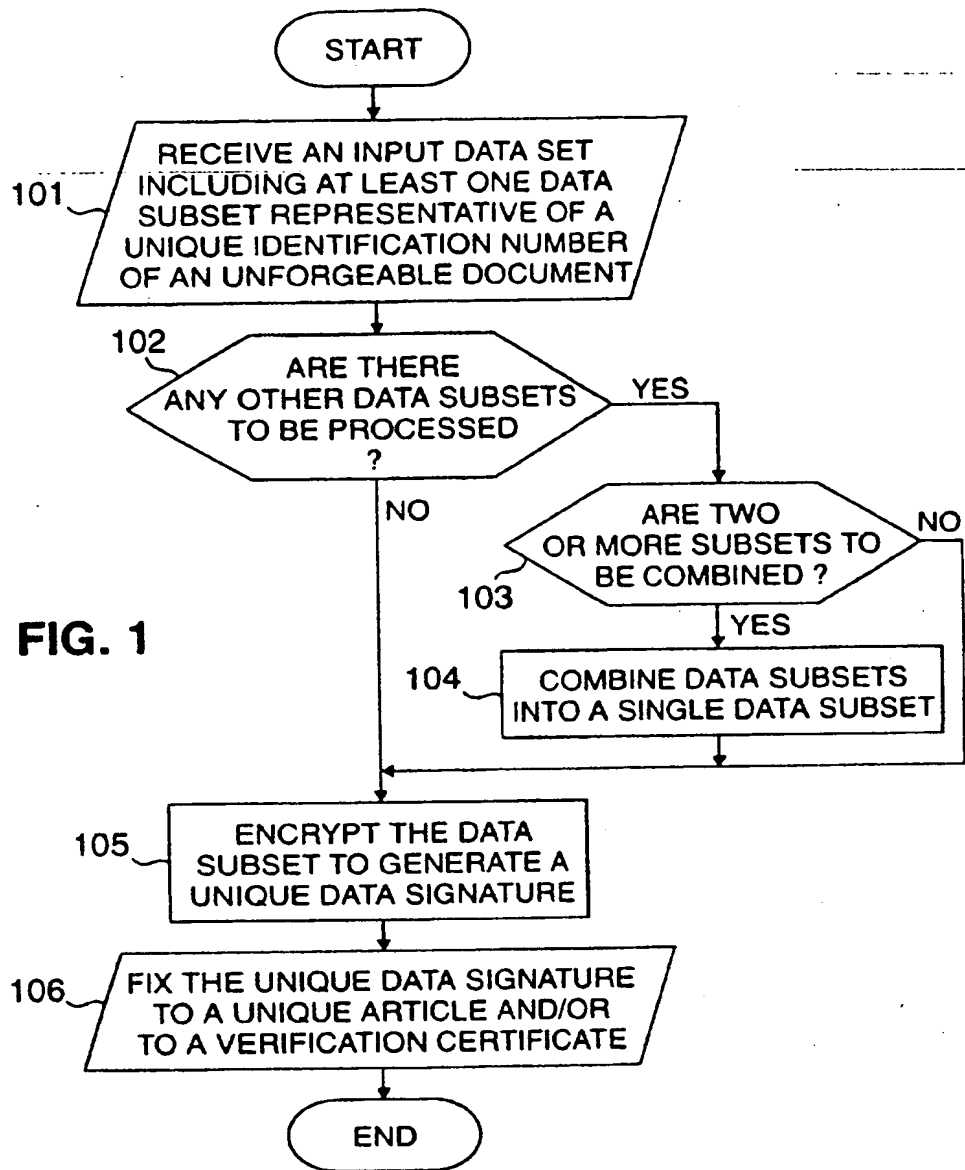 START
RECEIVE AN INPUT DATA SET
INCLUDING AT LEAST ONE DATA
SUBSET REPRESENTATIVE OF A
UNIQUE IDENTIFICATION NUMBER
OF AN UNFORGEABLE DOCUMENT
101
102
ARE THERE
ANY OTHER DATA SUBSETS
TO BE PROCESSED
?
YES
NO
ARE TWO
OR MORE SUBSETS TO
BE COMBINED ?
NO
103
YES
FIG. 1
104
COMBINE DATA SUBSETS
INTO A SINGLE DATA SUBSET
105
ENCRYPT THE DATA
SUBSET TO GENERATE A
UNIQUE DATA SIGNATURE
106
FIX THE UNIQUE DATA SIGNATURE
TO A UNIQUE ARTICLE AND/OR
TO A VERIFICATION CERTIFICATE
END